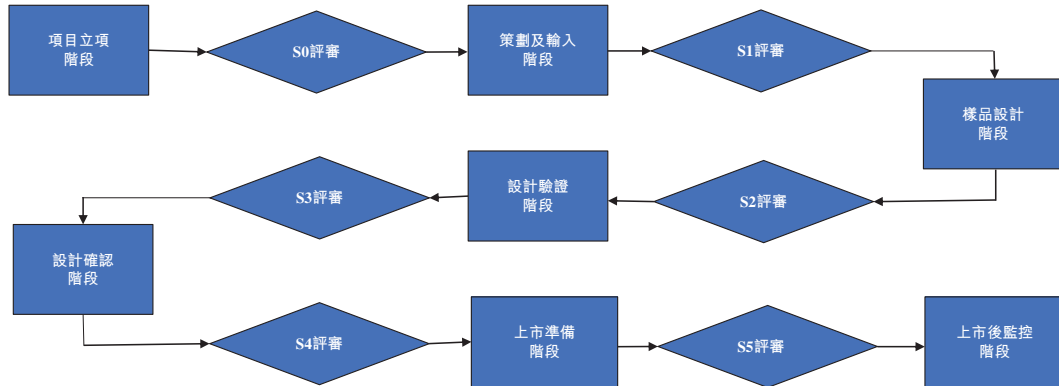 項目立項
階段
S0評審
策劃及輸入
階段
S1評審
樣品設計
階段
S2評審
設計驗證
階段
S3評審
設計確認
階段
S4評審
上市準備
階段
S5評審
上市後監控
階段